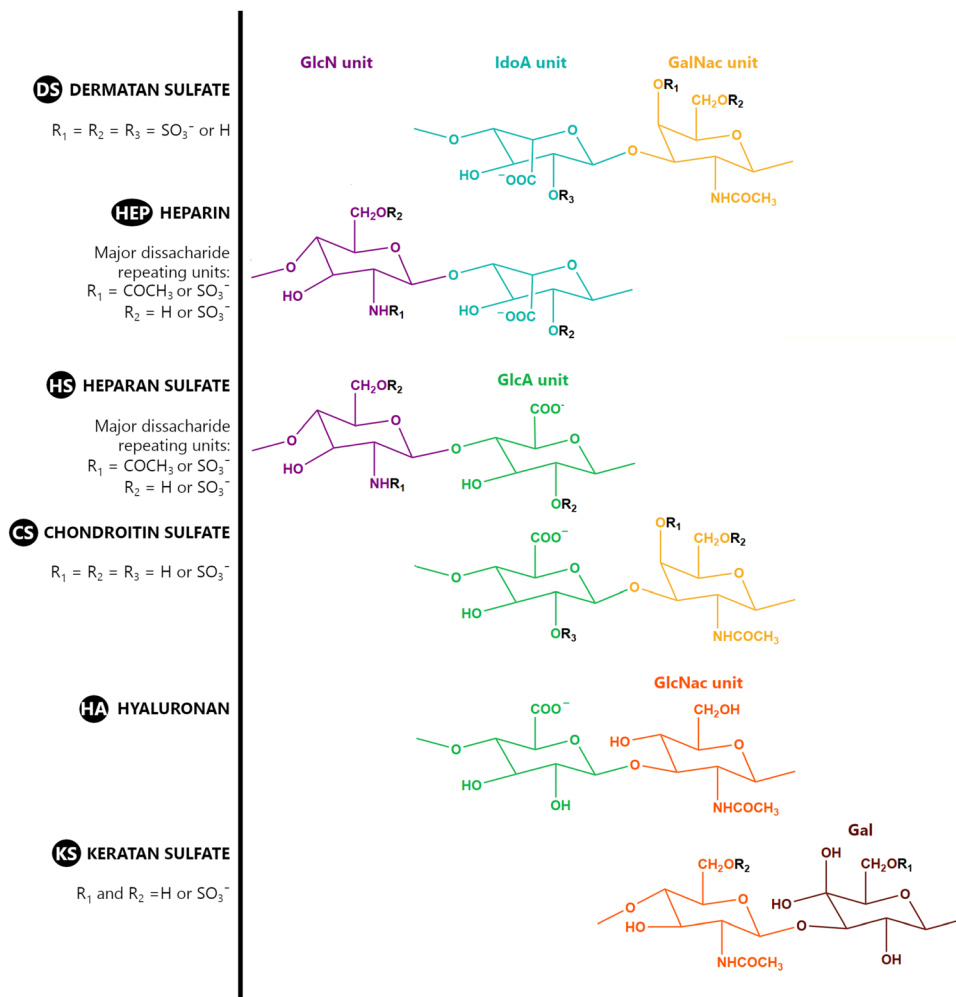 GlcN unit
IdoA unit
GalNac unit
DS DERMATAN SULFATE
R₁ = R₂ = R₃ = SO₃⁻ or H
OR₁
CH₂OR₂
O
O
O
O
HO
⁻OOC
OR₃
NHCOCH₃
HEP HEPARIN
Major dissacharide
repeating units:
R₁ = COCH₃ or SO₃⁻
R₂ = H or SO₃⁻
CH₂OR₂
O
O
O
O
HO
NHR₁
HO
⁻OOC
OR₂
HS HEPARAN SULFATE
Major dissacharide
repeating units:
R₁ = COCH₃ or SO₃⁻
R₂ = H or SO₃⁻
GlcA unit
CH₂OR₂
COO⁻
O
O
O
O
HO
NHR₁
HO
OR₂
CS CHONDROITIN SULFATE
R₁ = R₂ = R₃ = H or SO₃⁻
OR₁
COO⁻
CH₂OR₂
O
O
O
O
HO
OR₃
NHCOCH₃
GlcNac unit
HA HYALURONAN
COO⁻
CH₂OH
O
O
HO
O
O
HO
OH
NHCOCH₃
Gal
KS KERATAN SULFATE
R₁ and R₂ =H or SO₃⁻
OH
CH₂OR₂
CH₂OR₁
O
O
HO
O
HO
O
NHCOCH₃
OH